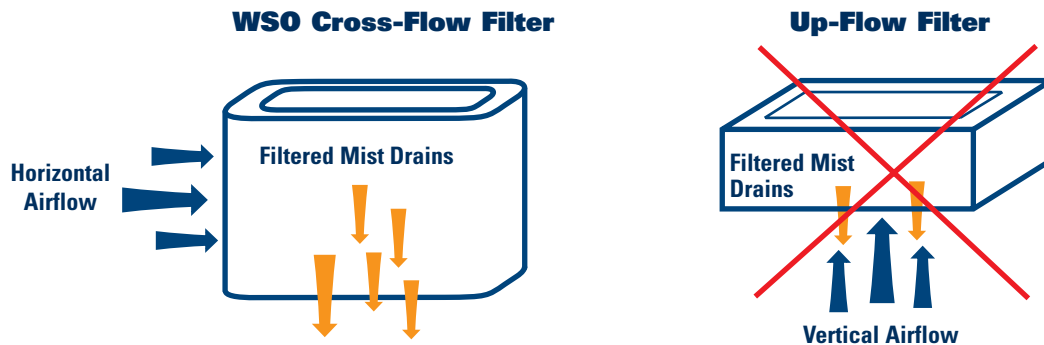 WSO Cross-Flow Filter
Up-Flow Filter
Horizontal
Airflow
Filtered Mist Drains
Filtered Mist
Drains
Vertical Airflow